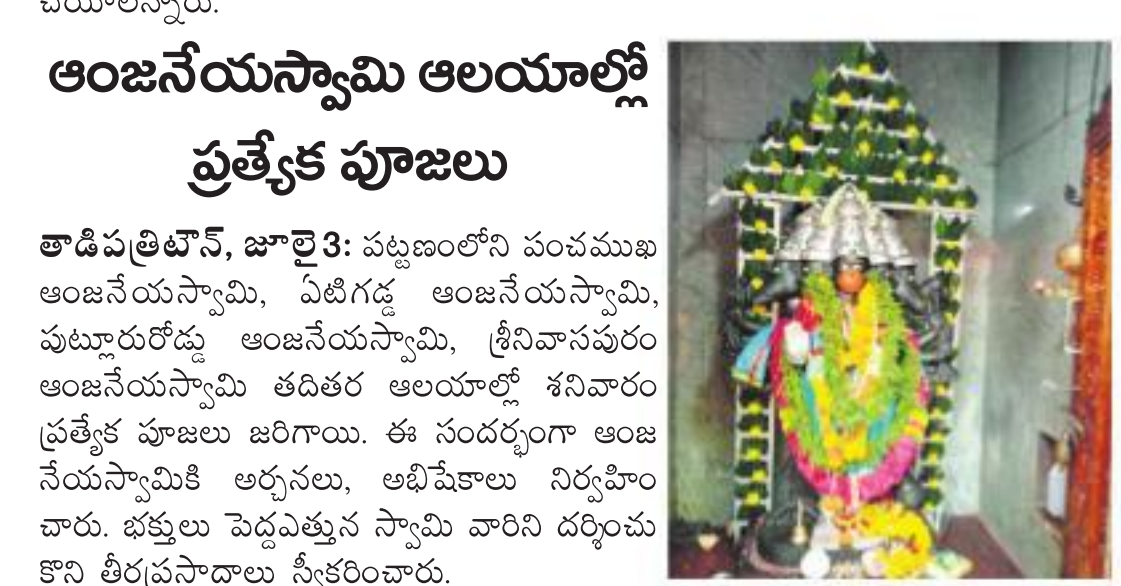 చేయాలన్నారు.
ఆంజనేయస్వామి ఆలయాల్లో
ప్రత్యేక పూజలు
తాడిపత్రిటౌన్, జూలై3: పట్టణంలోని పంచముఖ
ఆంజనేయస్వామి, ఏటిగడ్డ ఆంజనేయస్వామి,
పుట్లూరురోడ్డు ఆంజనేయస్వామి, శ్రీనివాసపురం
ఆంజనేయస్వామి తదితర ఆలయాల్లో శనివారం
ప్రత్యేక పూజలు జరిగాయి. ఈ సందర్భంగా ఆంజ
నేయస్వామికి అర్చనలు, అభిషేకాలు నిర్వహిం
చారు. భక్తులు పెద్దఎత్తున స్వామి వారిని దర్శించు
కొని తీర్థప్రసాదాలు స్వీకరించారు.